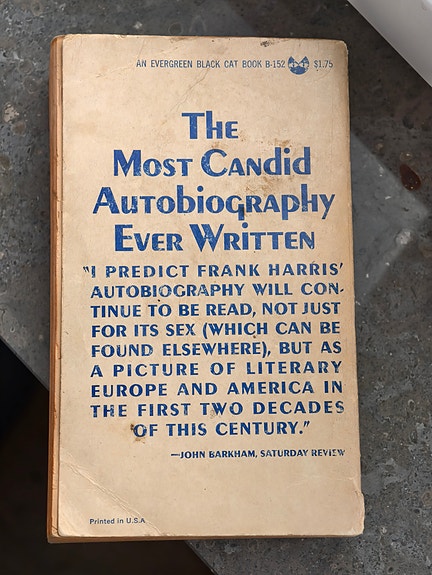 AN EVERGREEN BLACK CAT BOOK B-152 $1.75
The
Most Candid
Autobiography
Ever Written
"I PREDICT FRANK HARRIS'
AUTOBIOGRAPHY WILL CON-
TINUE TO BE READ, NOT JUST
FOR ITS SEX (WHICH CAN BE
FOUND ELSEWHERE), BUT AS
A PICTURE OF LITERARY
EUROPE AND AMERICA IN
THE FIRST TWO DECADES
OF THIS CENTURY."
—JOHN BARKHAM, SATURDAY REVIEW
Printed in U.S.A